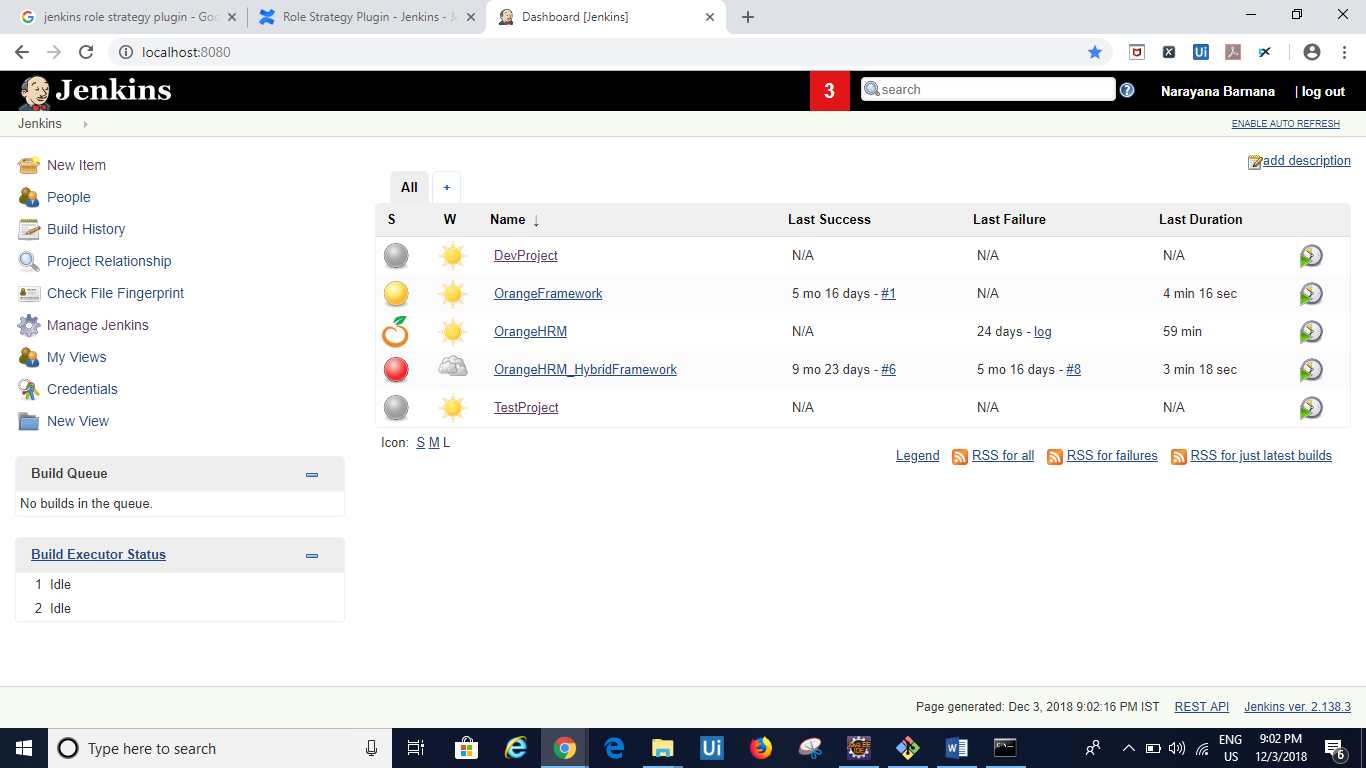 jenkins role strategy plugin - Goo
Role Strategy Plugin - Jenkins - J
Dashboard [Jenkins]
localhost:8080
Jenkins
3
search
Narayana Barnana
| log out
Jenkins
ENABLE AUTO REFRESH
add description
New Item
People
Build History
Project Relationship
Check File Fingerprint
Manage Jenkins
My Views
Credentials
New View
All +
S W Name ↓ Last Success Last Failure Last Duration
DevProject N/A N/A N/A
OrangeFramework 5 mo 16 days - #1 N/A 4 min 16 sec
OrangeHRM N/A 24 days - log 59 min
OrangeHRM_HybridFramework 9 mo 23 days - #6 5 mo 16 days - #8 3 min 18 sec
TestProject N/A N/A N/A
Icon: S M L
Legend RSS for all RSS for failures RSS for just latest builds
Build Queue
No builds in the queue.
Build Executor Status
1 Idle
2 Idle
Page generated: Dec 3, 2018 9:02:16 PM IST REST API Jenkins ver. 2.138.3
Type here to search
Ui
ENG
US
9:02 PM
12/3/2018
6